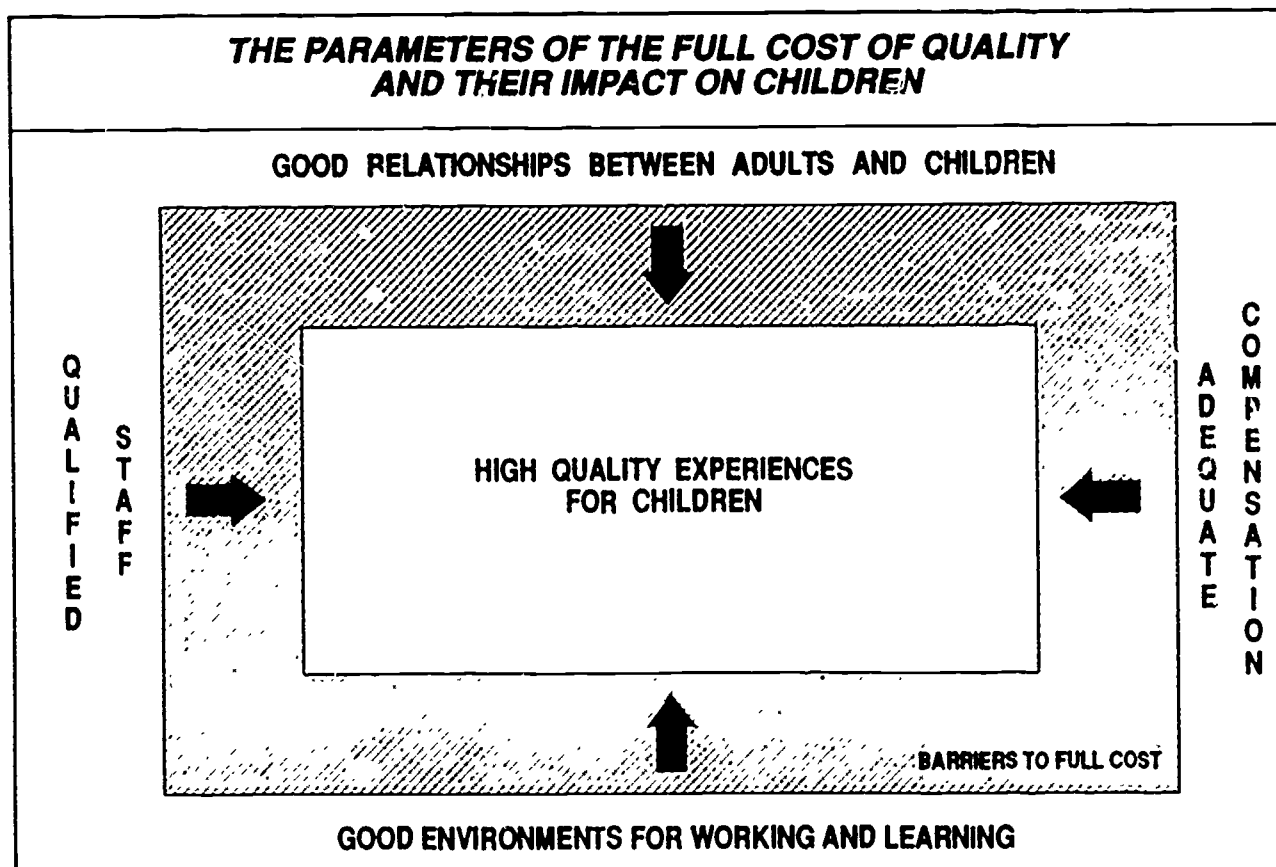 THE PARAMETERS OF THE FULL COST OF QUALITY
AND THEIR IMPACT ON CHILDREN
GOOD RELATIONSHIPS BETWEEN ADULTS AND CHILDREN
QUALIFIED
STAFF
HIGH QUALITY EXPERIENCES
FOR CHILDREN
ADEQUATE
COMPENSATION
BARRIERS TO FULL COST
GOOD ENVIRONMENTS FOR WORKING AND LEARNING